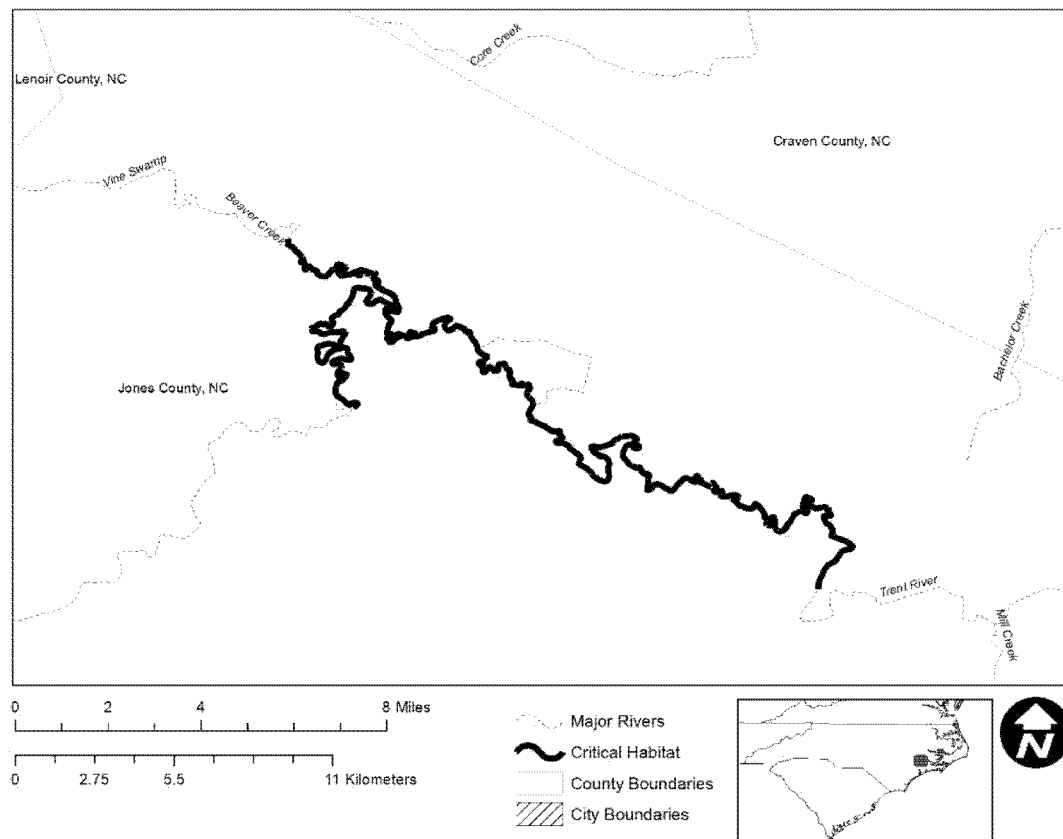 Core Creek
Lenoir County, NC
Craven County, NC
Vine Swamp
Beaver Creek
Bachelor Creek
Jones County, NC
Trent River
Mill Creek
0 2 4 8 Miles
0 2.75 5.5 11 Kilometers
Major Rivers
Critical Habitat
County Boundaries
City Boundaries
N